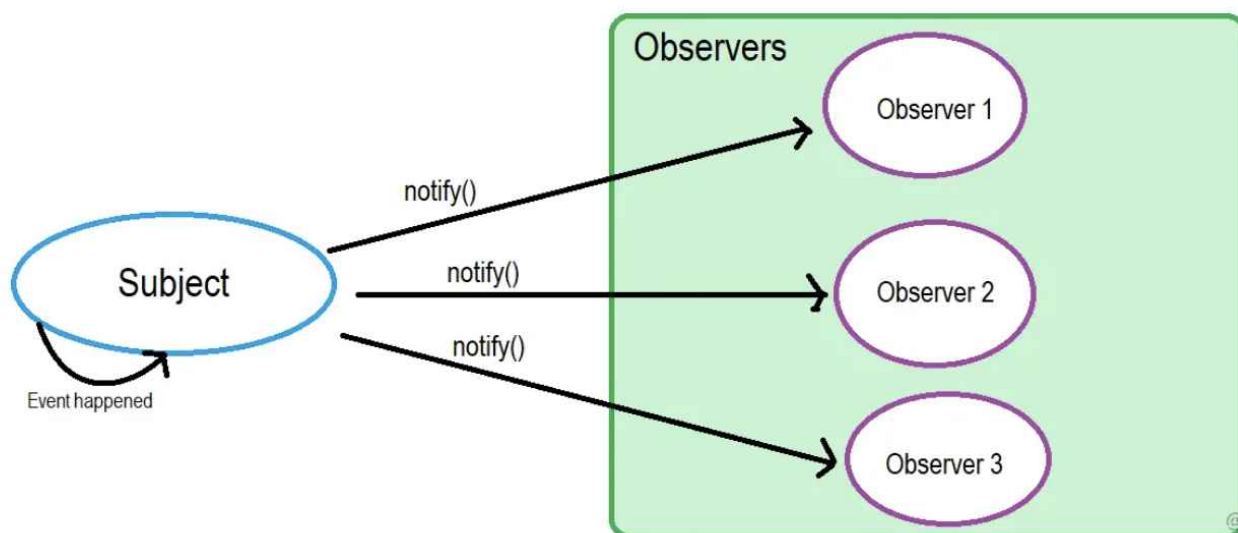 Observers
Observer 1
notify()
Subject
notify()
Observer 2
notify()
Event happened
Observer 3
@